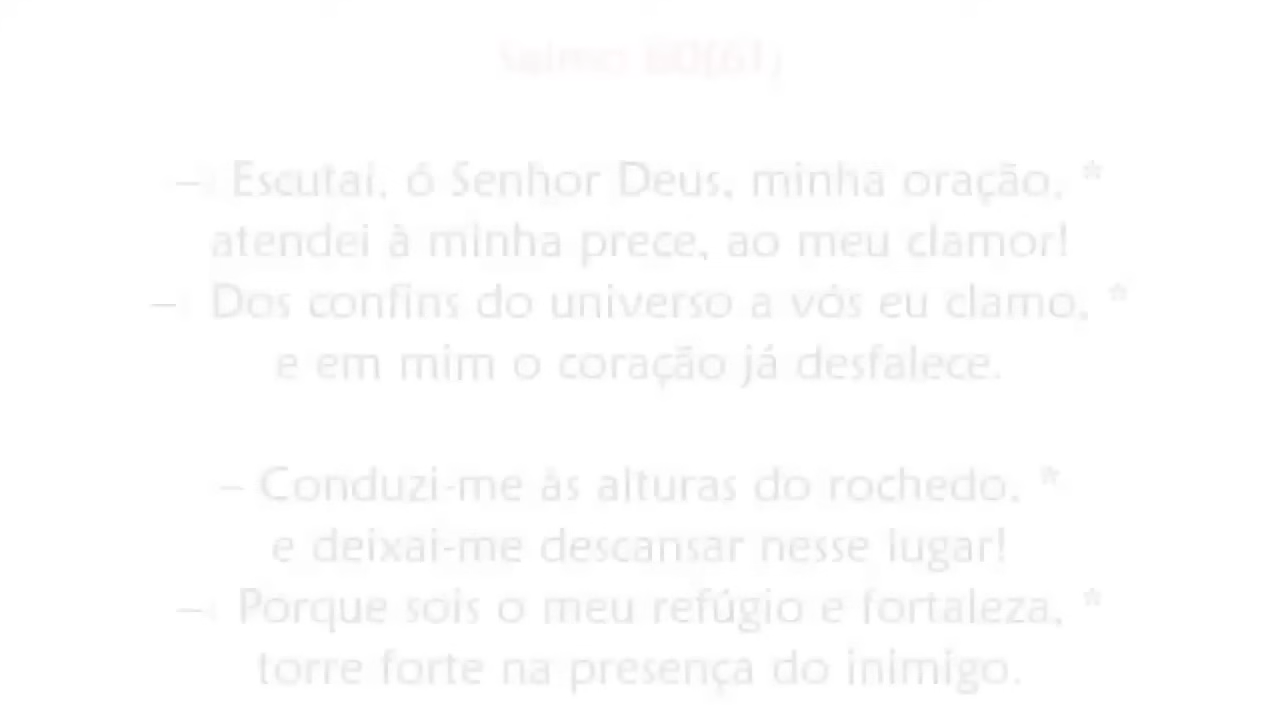 Salmo 60(61)
– Escutai, ó Senhor Deus, minha oração, *
atendei à minha prece, ao meu clamor!
– Dos confins do universo a vós eu clamo, *
e em mim o coração já desfalece.
– Conduzi-me às alturas do rochedo, *
e deixai-me descansar nesse lugar!
– Porque sois o meu refúgio e fortaleza, *
torre forte na presença do inimigo.